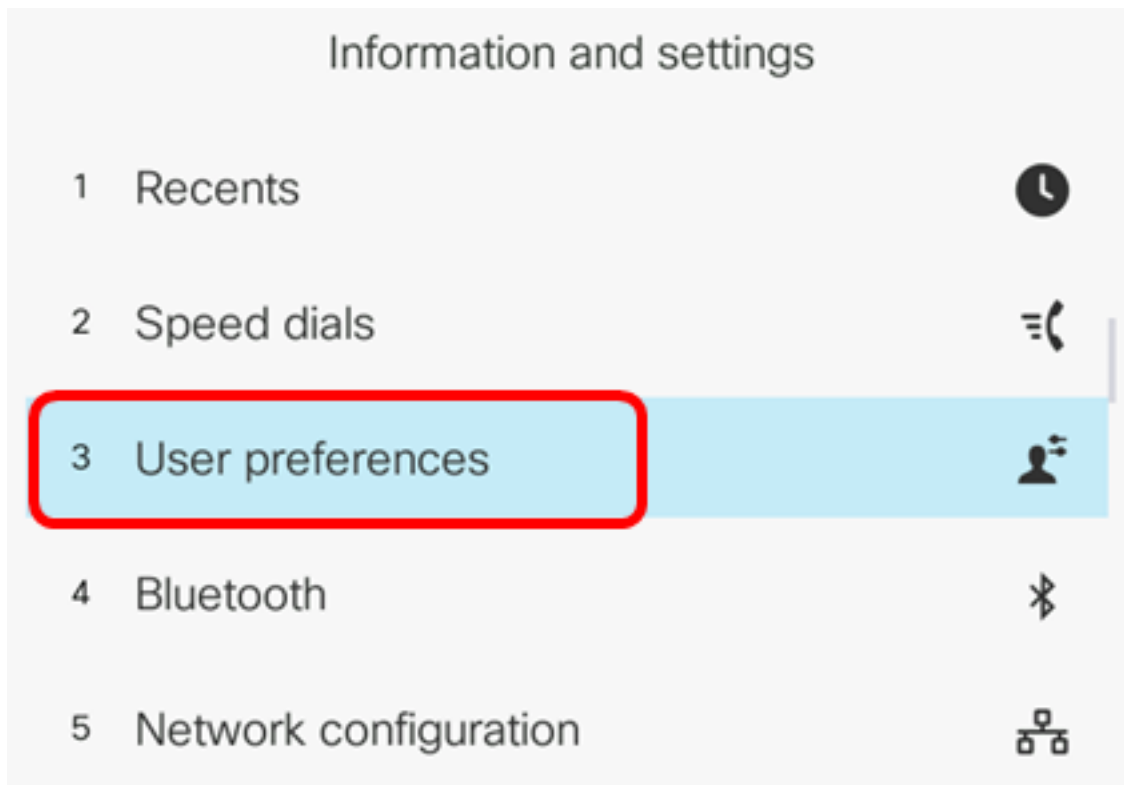 Information and settings
1 Recents
2 Speed dials
3 User preferences
4 Bluetooth
5 Network configuration